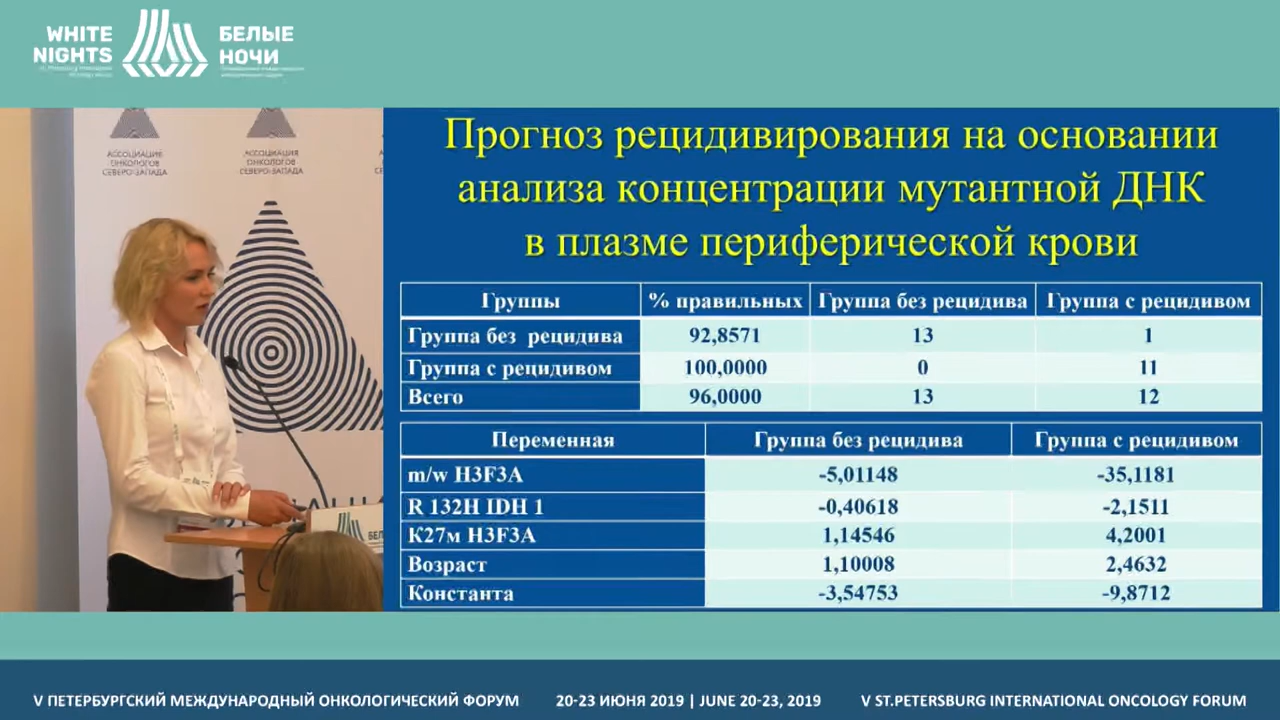 WHITE
NIGHTS
БЕЛЫЕ
НОЧИ
АССОЦИАЦИЯ
ОНКОЛОГОВ
СЕВЕРО-ЗАПАДА
АССОЦИАЦИЯ
ОНКОЛОГОВ
СЕВЕРО-ЗАПАДА
Прогноз рецидивирования на основании
анализа концентрации мутантной ДНК
в плазме периферической крови
Группы % правильных Группа без рецидива Группа с рецидивом
Группа без рецидива 92,8571 13 1
Группа с рецидивом 100,0000 0 11
Всего 96,0000 13 12
Переменная Группа без рецидива Группа с рецидивом
m/w H3F3A -5,01148 -35,1181
R 132H IDH 1 -0,40618 -2,1511
К27м H3F3A 1,14546 4,2001
Возраст 1,10008 2,4632
Константа -3,54753 -9,8712
V ПЕТЕРБУРГСКИЙ МЕЖДУНАРОДНЫЙ ОНКОЛОГИЧЕСКИЙ ФОРУМ 20-23 ИЮНЯ 2019 | JUNE 20-23, 2019 V ST.PETERSBURG INTERNATIONAL ONCOLOGY FORUM